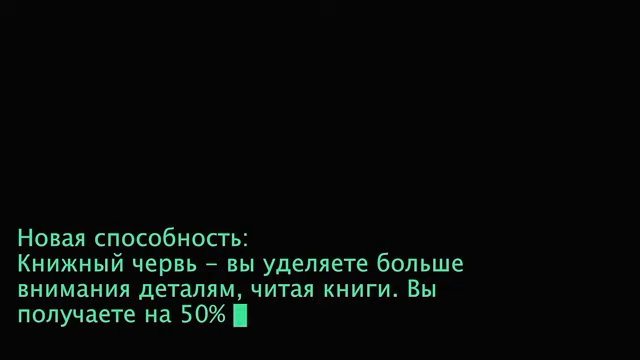 Новая способность:
Книжный червь – вы уделяете больше
внимания деталям, читая книги. Вы
получаете на 50%